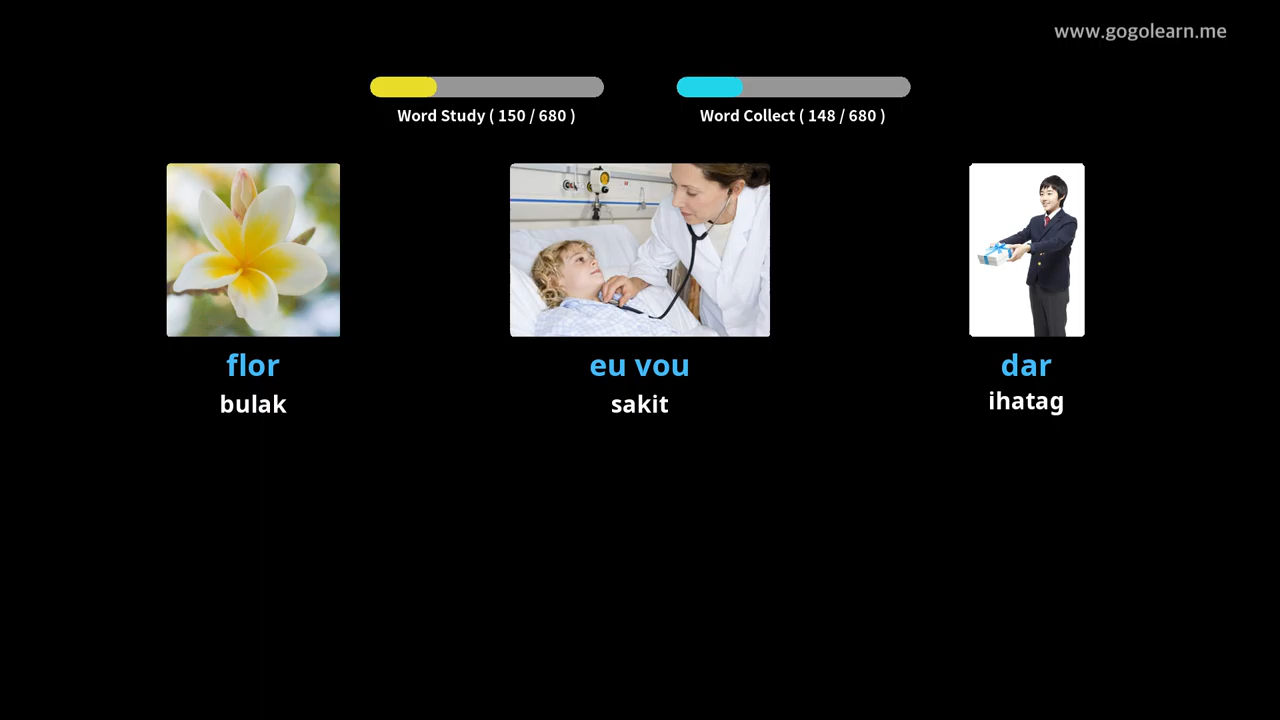 www.gogolearn.me
Word Study ( 150 / 680 )
Word Collect ( 148 / 680 )
flor
bulak
eu vou
sakit
dar
ihatag